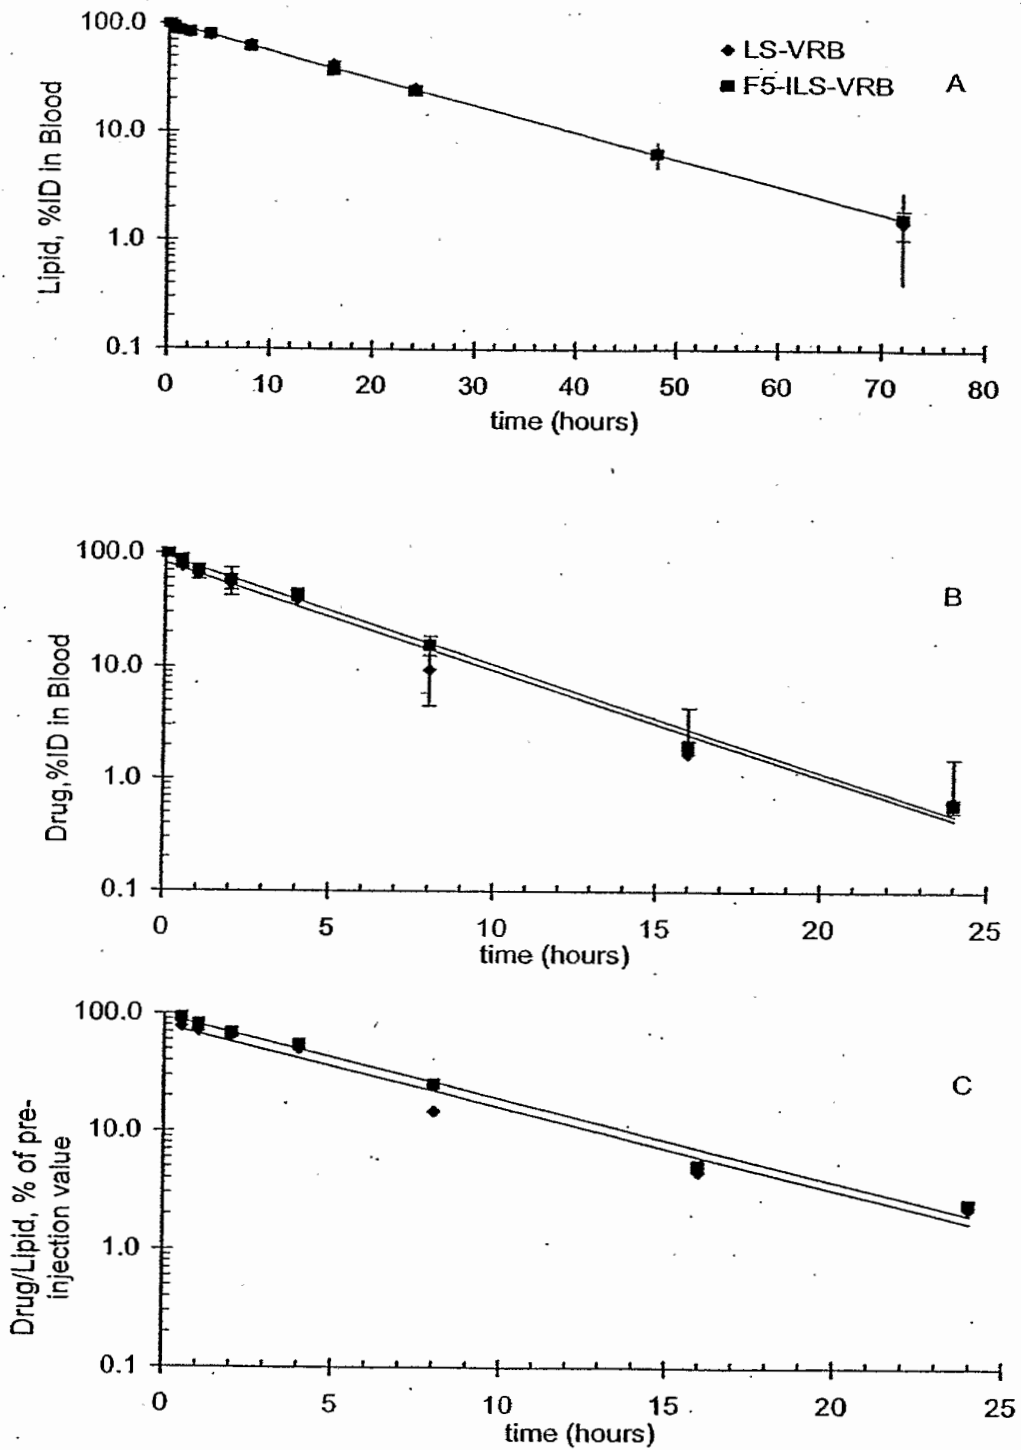 100.0
10.0
1.0
0.1
Lipid, %ID in Blood
LS-VRB
F5-ILS-VRB
A
0 10 20 30 40 50 60 70 80
time (hours)
100.0
10.0
1.0
0.1
Drug,%ID in Blood
B
0 5 10 15 20 25
time (hours)
100.0
10.0
1.0
0.1
Drug/Lipid, % of pre-
injection value
C
0 5 10 15 20 25
time (hours)